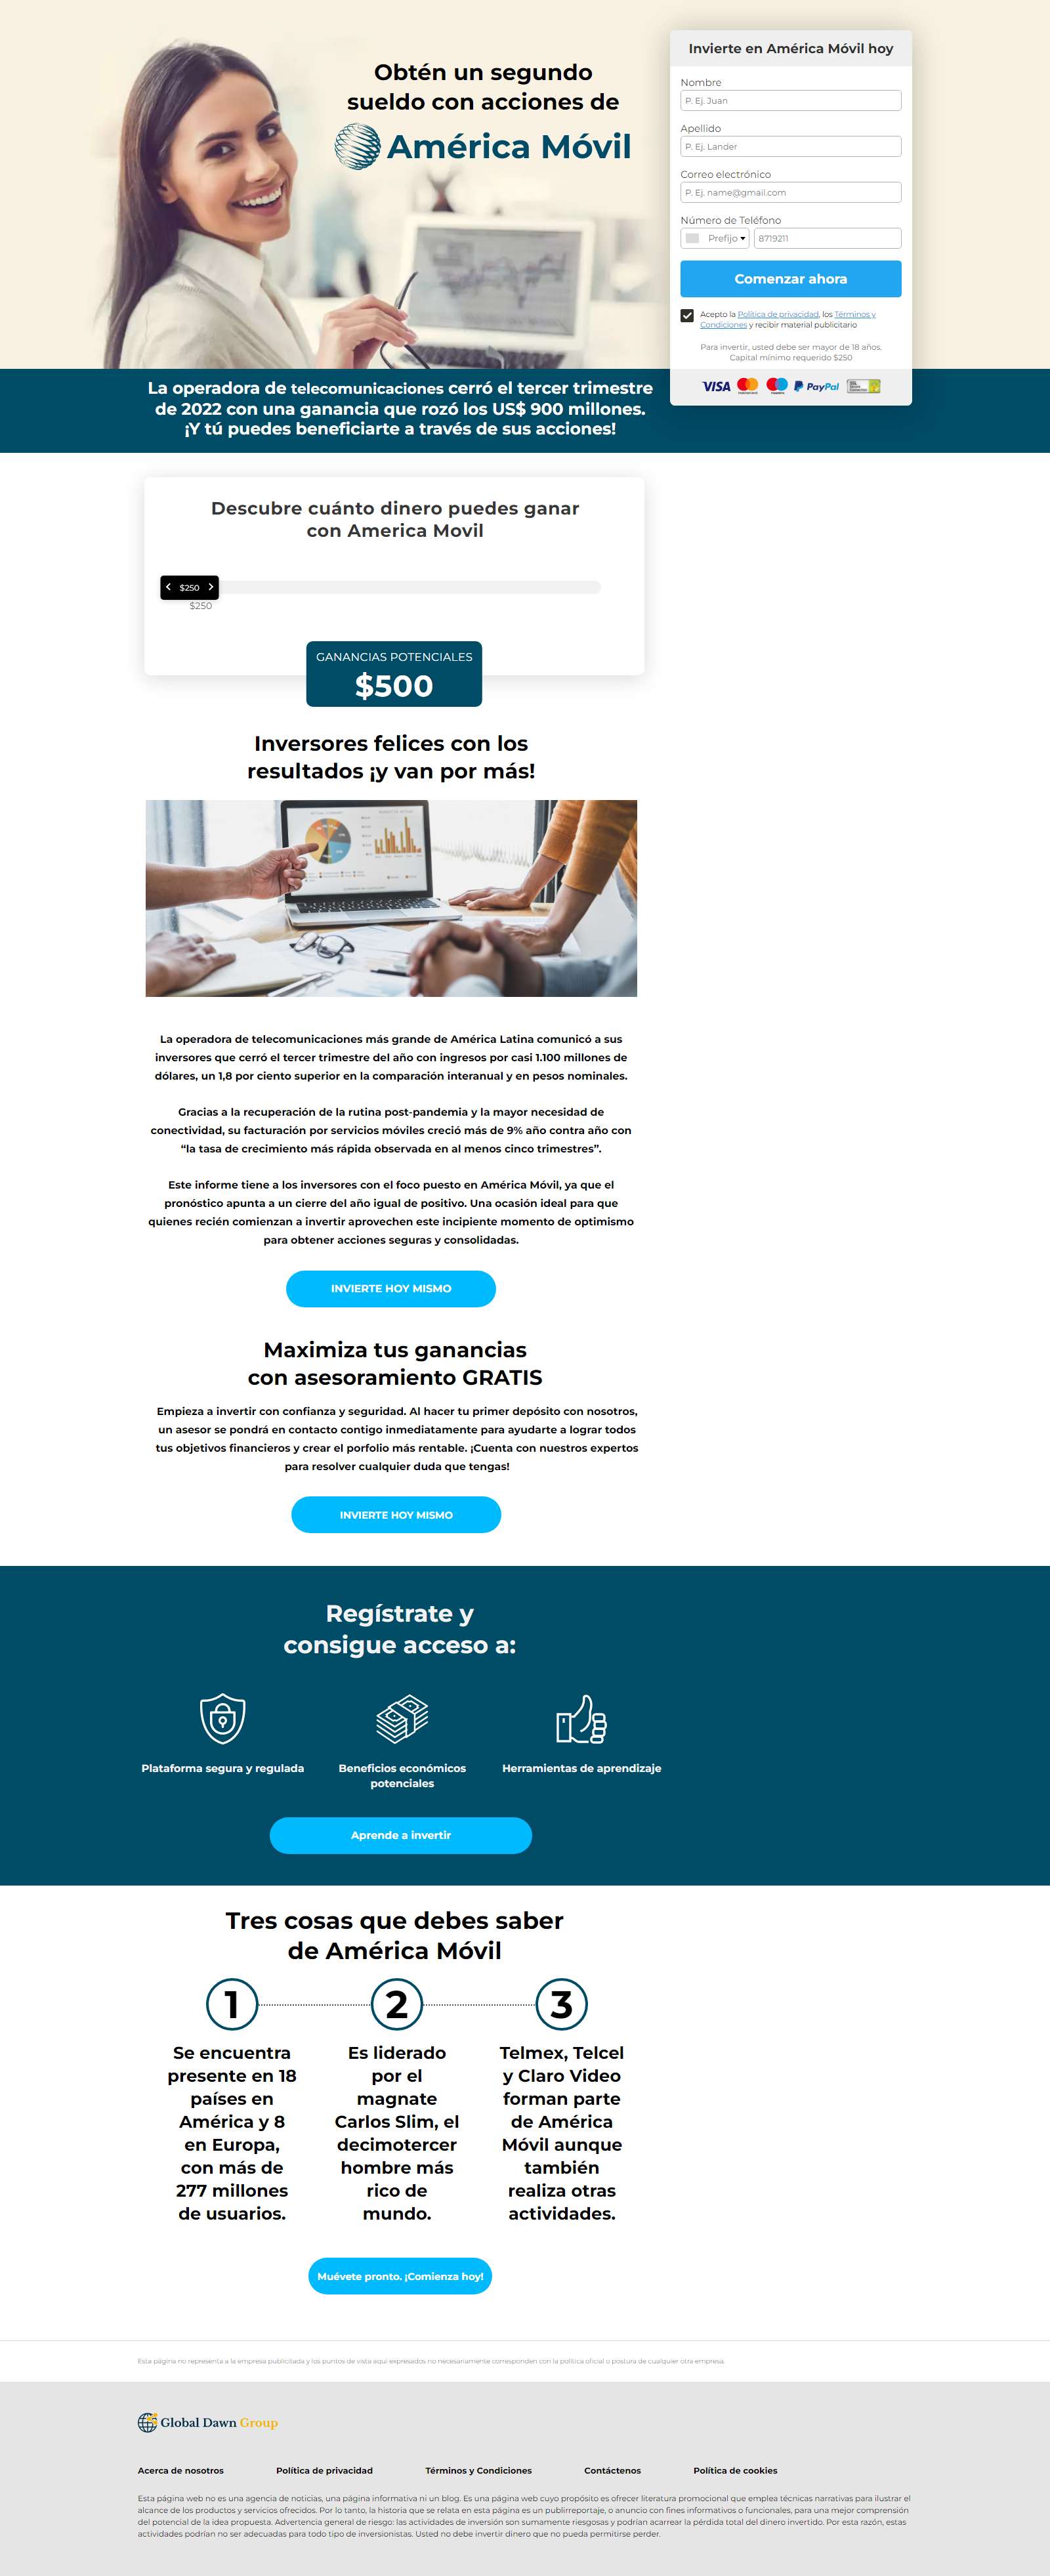 Obtén un segundo
sueldo con acciones de
América Móvil
Invierte en América Móvil hoy
Nombre
P. Ej. Juan
Apellido
P. Ej. Lander
Correo electrónico
P. Ej. name@gmail.com
Número de Teléfono
Prefijo
8719211
Comenzar ahora
Acepto la Política de privacidad, los Términos y
Condiciones y recibir material publicitario
Para invertir, usted debe ser mayor de 18 años.
Capital mínimo requerido $250
VISA PayPal
La operadora de telecomunicaciones cerró el tercer trimestre
de 2022 con una ganancia que rozó los US$ 900 millones.
¡Y tú puedes beneficiarte a través de sus acciones!
Descubre cuánto dinero puedes ganar
con America Movil
$250
$250
GANANCIAS POTENCIALES
$500
Inversores felices con los
resultados ¡y van por más!
La operadora de telecomunicaciones más grande de América Latina comunicó a sus
inversores que cerró el tercer trimestre del año con ingresos por casi 1.100 millones de
dólares, un 1,8 por ciento superior en la comparación interanual y en pesos nominales.
Gracias a la recuperación de la rutina post-pandemia y la mayor necesidad de
conectividad, su facturación por servicios móviles creció más de 9% año contra año con
“la tasa de crecimiento más rápida observada en al menos cinco trimestres”.
Este informe tiene a los inversores con el foco puesto en América Móvil, ya que el
pronóstico apunta a un cierre del año igual de positivo. Una ocasión ideal para que
quienes recién comienzan a invertir aprovechen este incipiente momento de optimismo
para obtener acciones seguras y consolidadas.
INVIERTE HOY MISMO
Maximiza tus ganancias
con asesoramiento GRATIS
Empieza a invertir con confianza y seguridad. Al hacer tu primer depósito con nosotros,
un asesor se pondrá en contacto contigo inmediatamente para ayudarte a lograr todos
tus objetivos financieros y crear el porfolio más rentable. ¡Cuenta con nuestros expertos
para resolver cualquier duda que tengas!
INVIERTE HOY MISMO
Regístrate y
consigue acceso a:
Plataforma segura y regulada
Beneficios económicos
potenciales
Herramientas de aprendizaje
Aprende a invertir
Tres cosas que debes saber
de América Móvil
1
Se encuentra
presente en 18
países en
América y 8
en Europa,
con más de
277 millones
de usuarios.
2
Es liderado
por el
magnate
Carlos Slim, el
decimotercer
hombre más
rico de
mundo.
3
Telmex, Telcel
y Claro Video
forman parte
de América
Móvil aunque
también
realiza otras
actividades.
Muévete pronto. ¡Comienza hoy!
Esta página no representa a la empresa publicitada y los puntos de vista aquí expresados no necesariamente corresponden con la política oficial o postura de cualquier otra empresa.
Global Dawn Group
Acerca de nosotros
Política de privacidad
Términos y Condiciones
Contáctenos
Política de cookies
Esta página web no es una agencia de noticias, una página informativa ni un blog. Es una página web cuyo propósito es ofrecer literatura promocional que emplea técnicas narrativas para ilustrar el
alcance de los productos y servicios ofrecidos. Por lo tanto, la historia que se relata en esta página es un publirreportaje, o anuncio con fines informativos o funcionales, para una mejor comprensión
del potencial de la idea propuesta. Advertencia general de riesgo: las actividades de inversión son sumamente riesgosas y podrían acarrear la pérdida total del dinero invertido. Por esta razón, estas
actividades podrían no ser adecuadas para todo tipo de inversionistas. Usted no debe invertir dinero que no pueda permitirse perder.